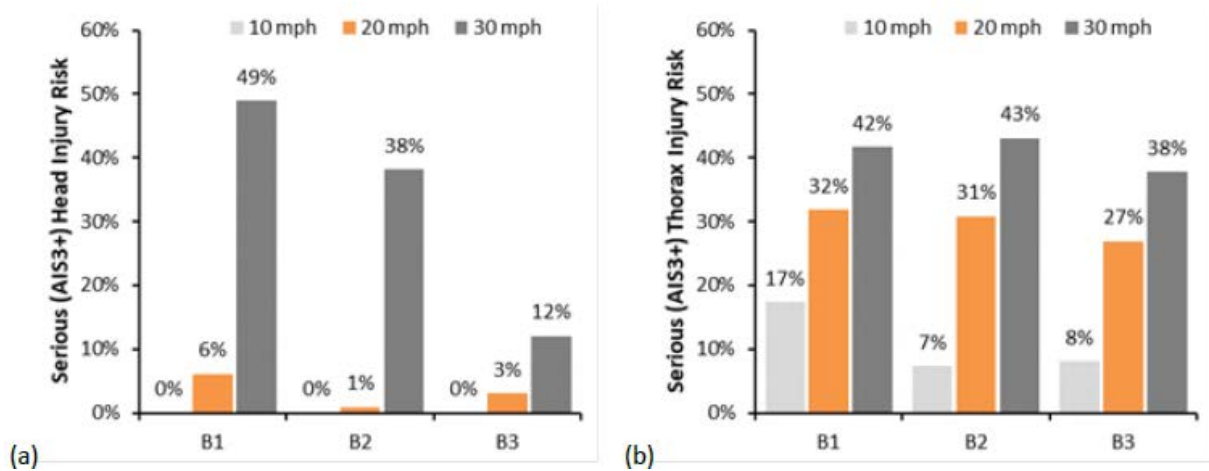 Serious (AIS3+) Head Injury Risk
60%
50%
40%
30%
20%
10%
0%
10 mph 20 mph 30 mph
0% 6% 49%
0% 1% 38%
0% 3% 12%
B1 B2 B3
(a)
Serious (AIS3+) Thorax Injury Risk
60%
50%
40%
30%
20%
10%
0%
10 mph 20 mph 30 mph
17% 32% 42%
7% 31% 43%
8% 27% 38%
B1 B2 B3
(b)